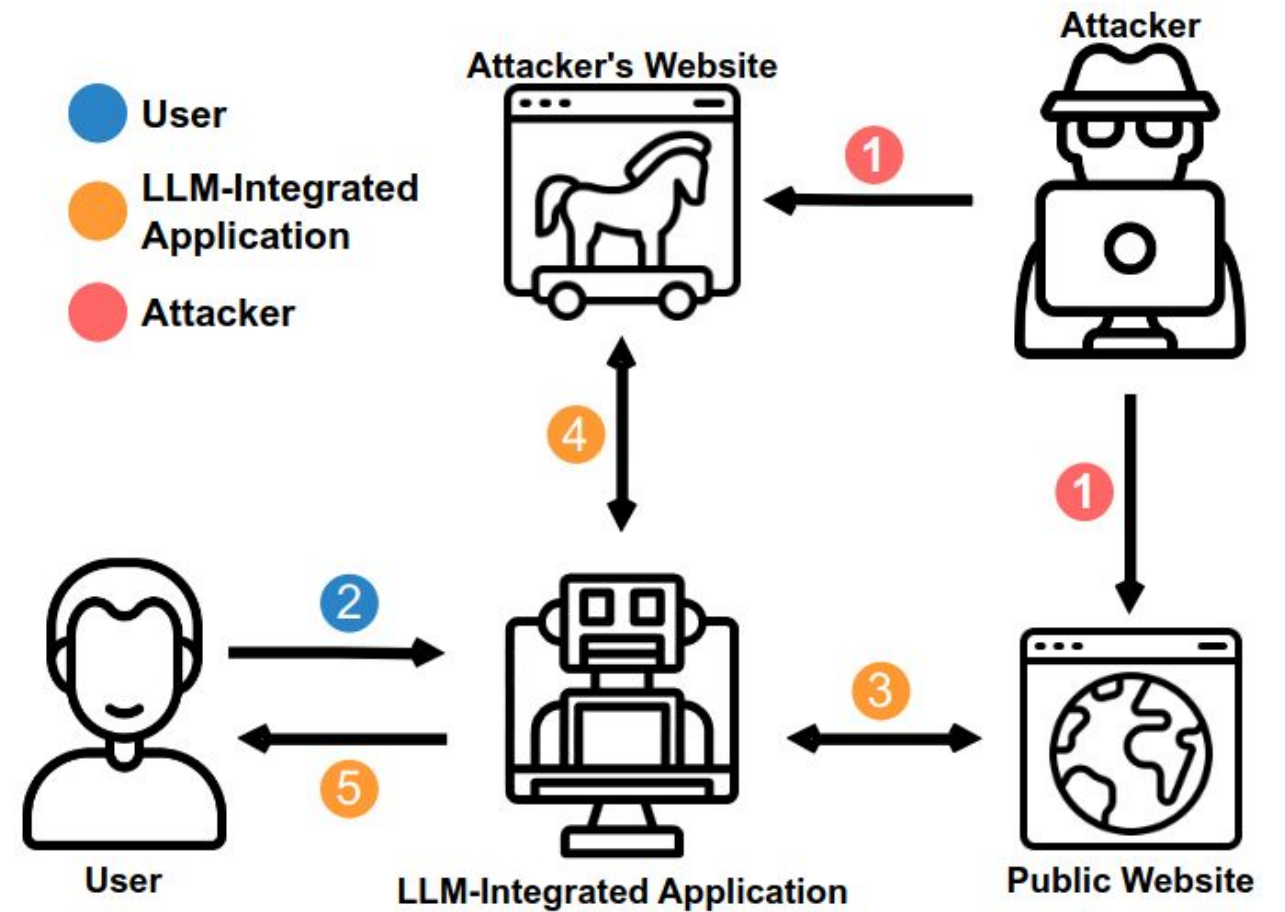 Attacker
Attacker's Website
User
LLM-Integrated
Application
Attacker
1
1
4
2
3
5
User
LLM-Integrated Application
Public Website